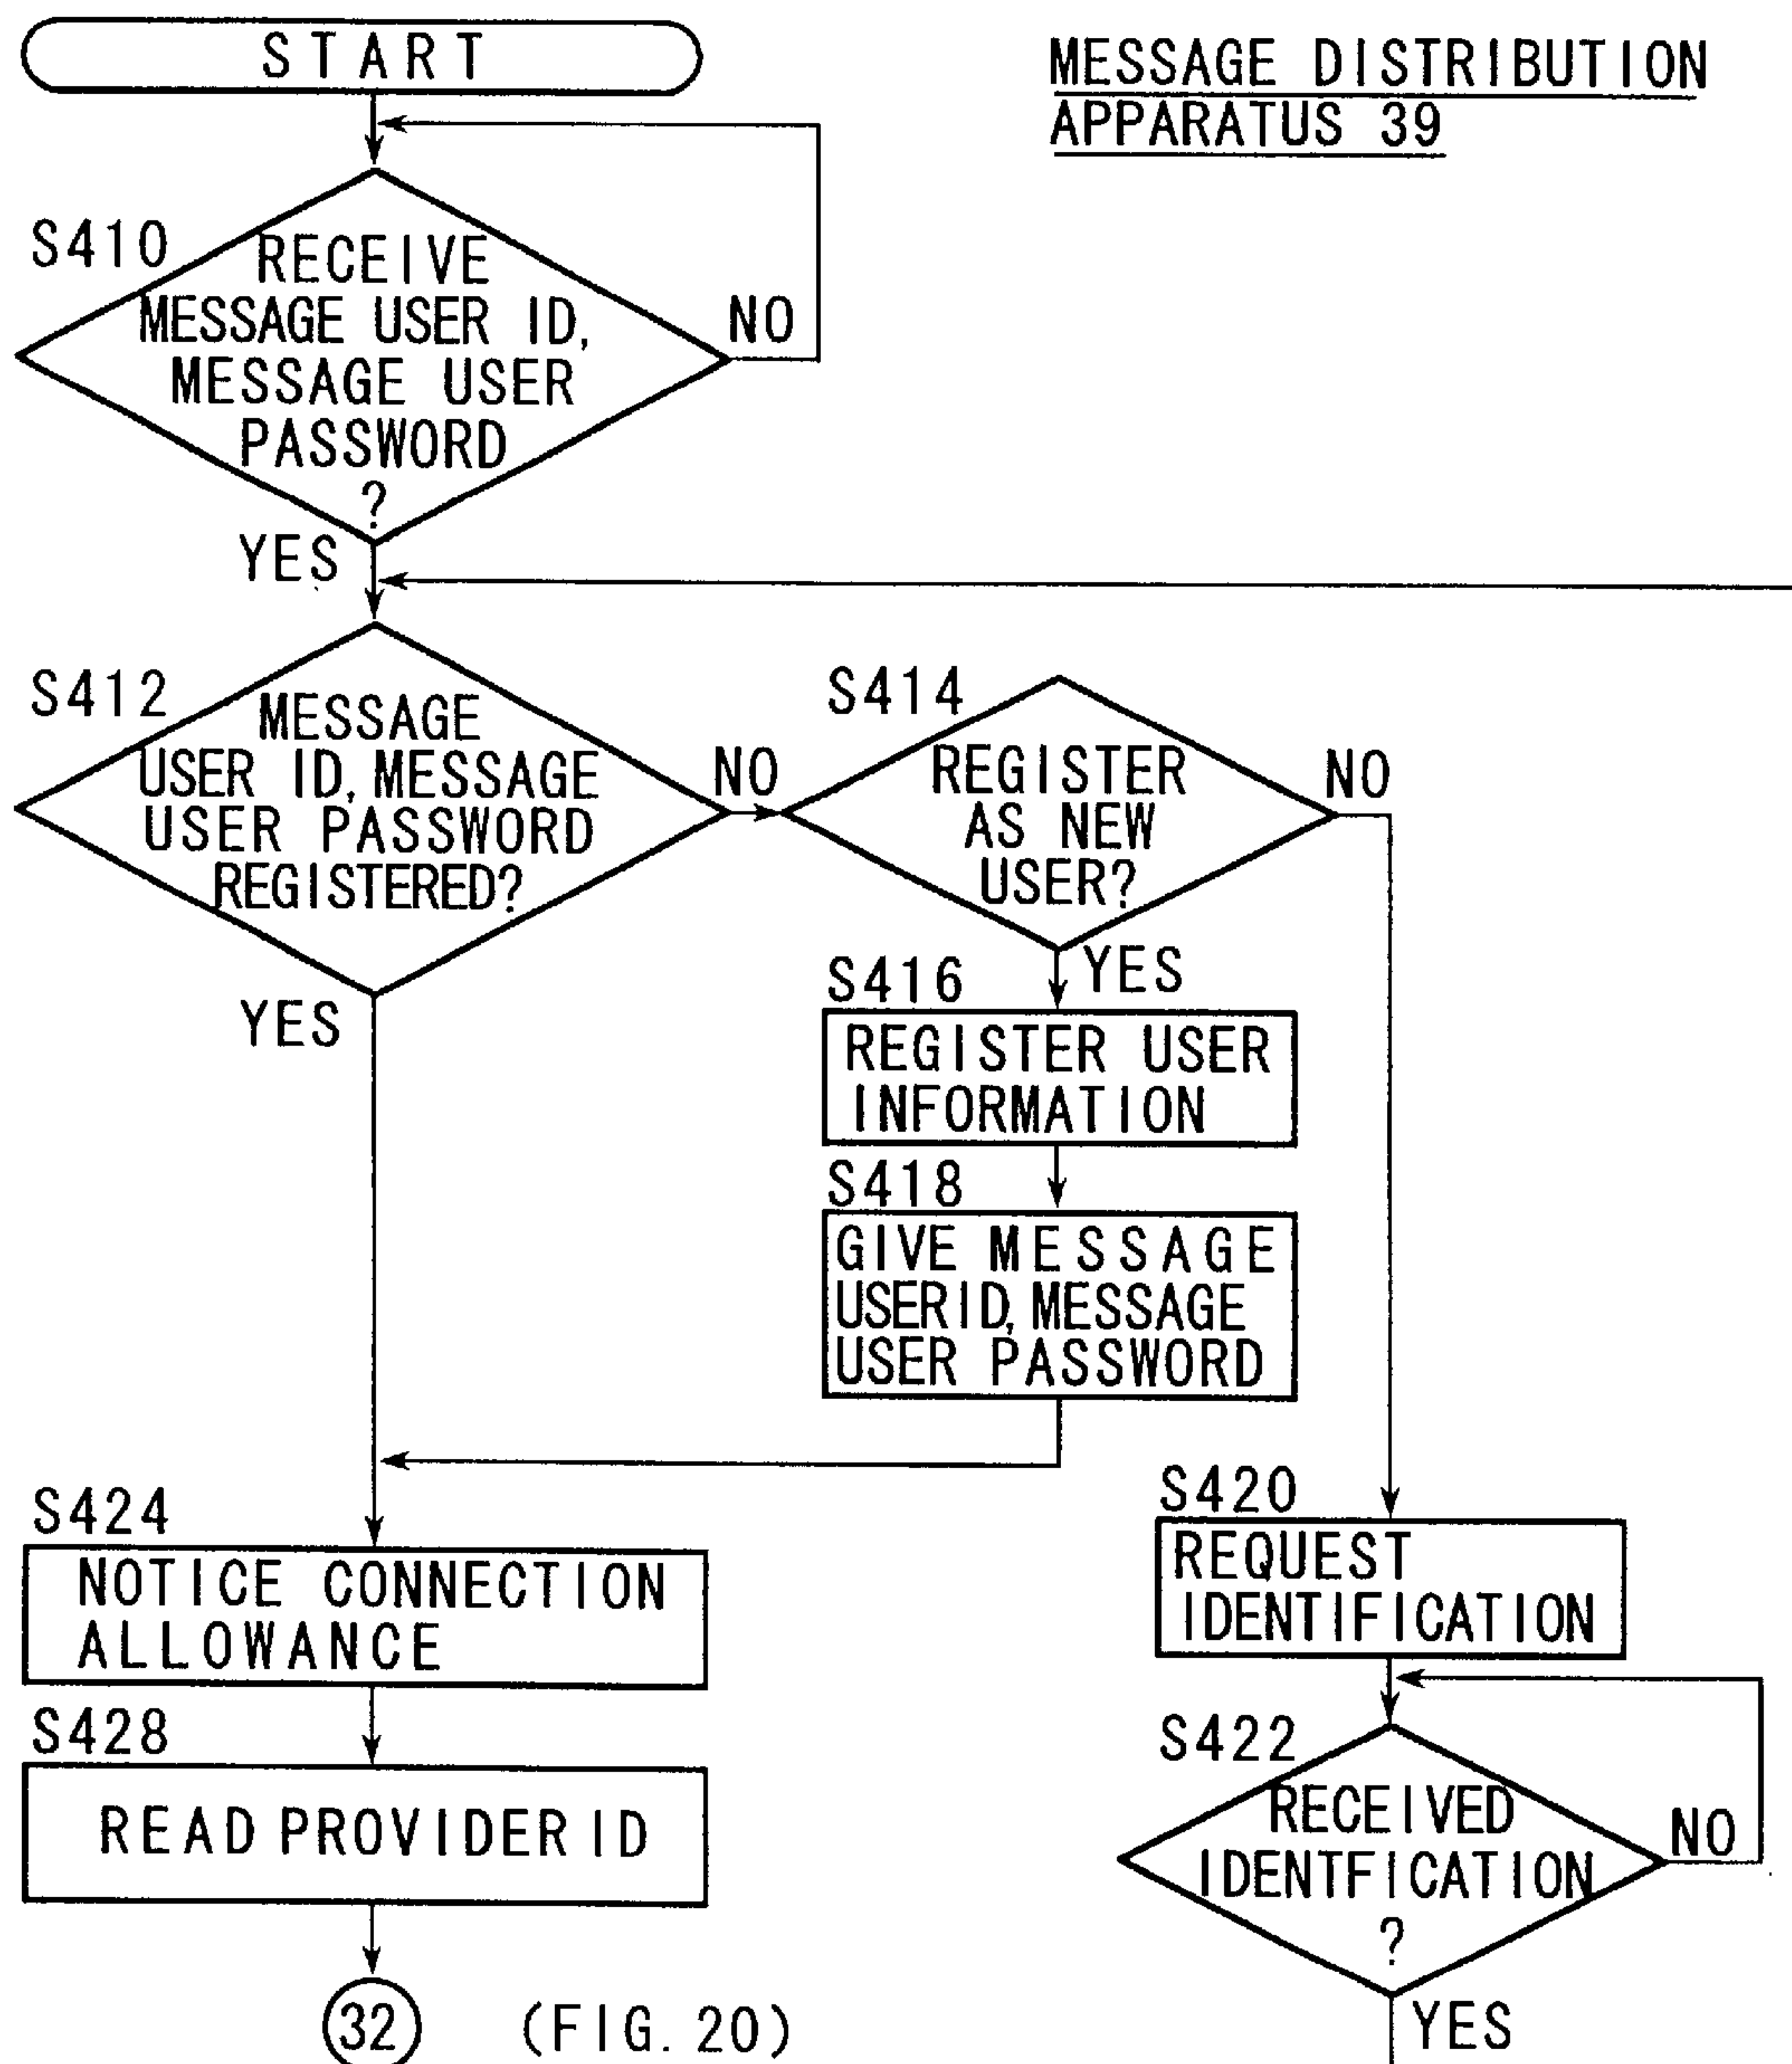 START
MESSAGE DISTRIBUTION
APPARATUS 39
S410
RECEIVE
MESSAGE USER ID,
MESSAGE USER
PASSWORD
?
NO
YES
S412
MESSAGE
USER ID, MESSAGE
USER PASSWORD
REGISTERED?
NO
YES
S414
REGISTER
AS NEW
USER?
NO
YES
S416
REGISTER USER
INFORMATION
S418
GIVE MESSAGE
USER ID, MESSAGE
USER PASSWORD
S424
NOTICE CONNECTION
ALLOWANCE
S420
REQUEST
IDENTIFICATION
S428
READ PROVIDER ID
S422
RECEIVED
IDENTFICATION
?
NO
YES
32
(FIG. 20)